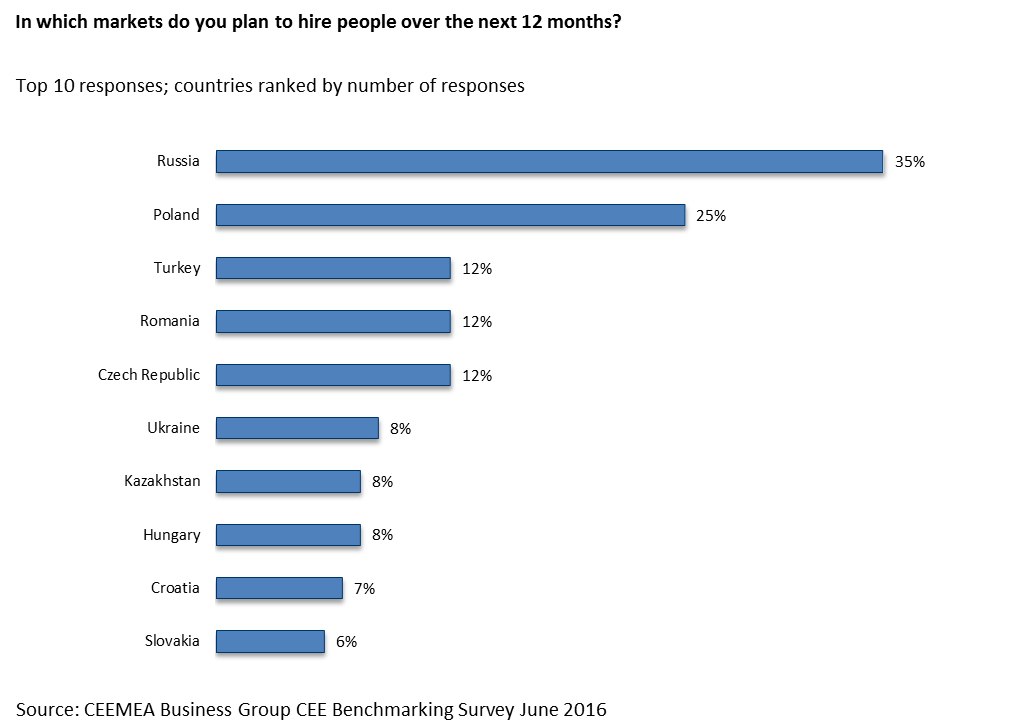 In which markets do you plan to hire people over the next 12 months?
Top 10 responses; countries ranked by number of responses
Russia 35%
Poland 25%
Turkey 12%
Romania 12%
Czech Republic 12%
Ukraine 8%
Kazakhstan 8%
Hungary 8%
Croatia 7%
Slovakia 6%
Source: CEEMEA Business Group CEE Benchmarking Survey June 2016